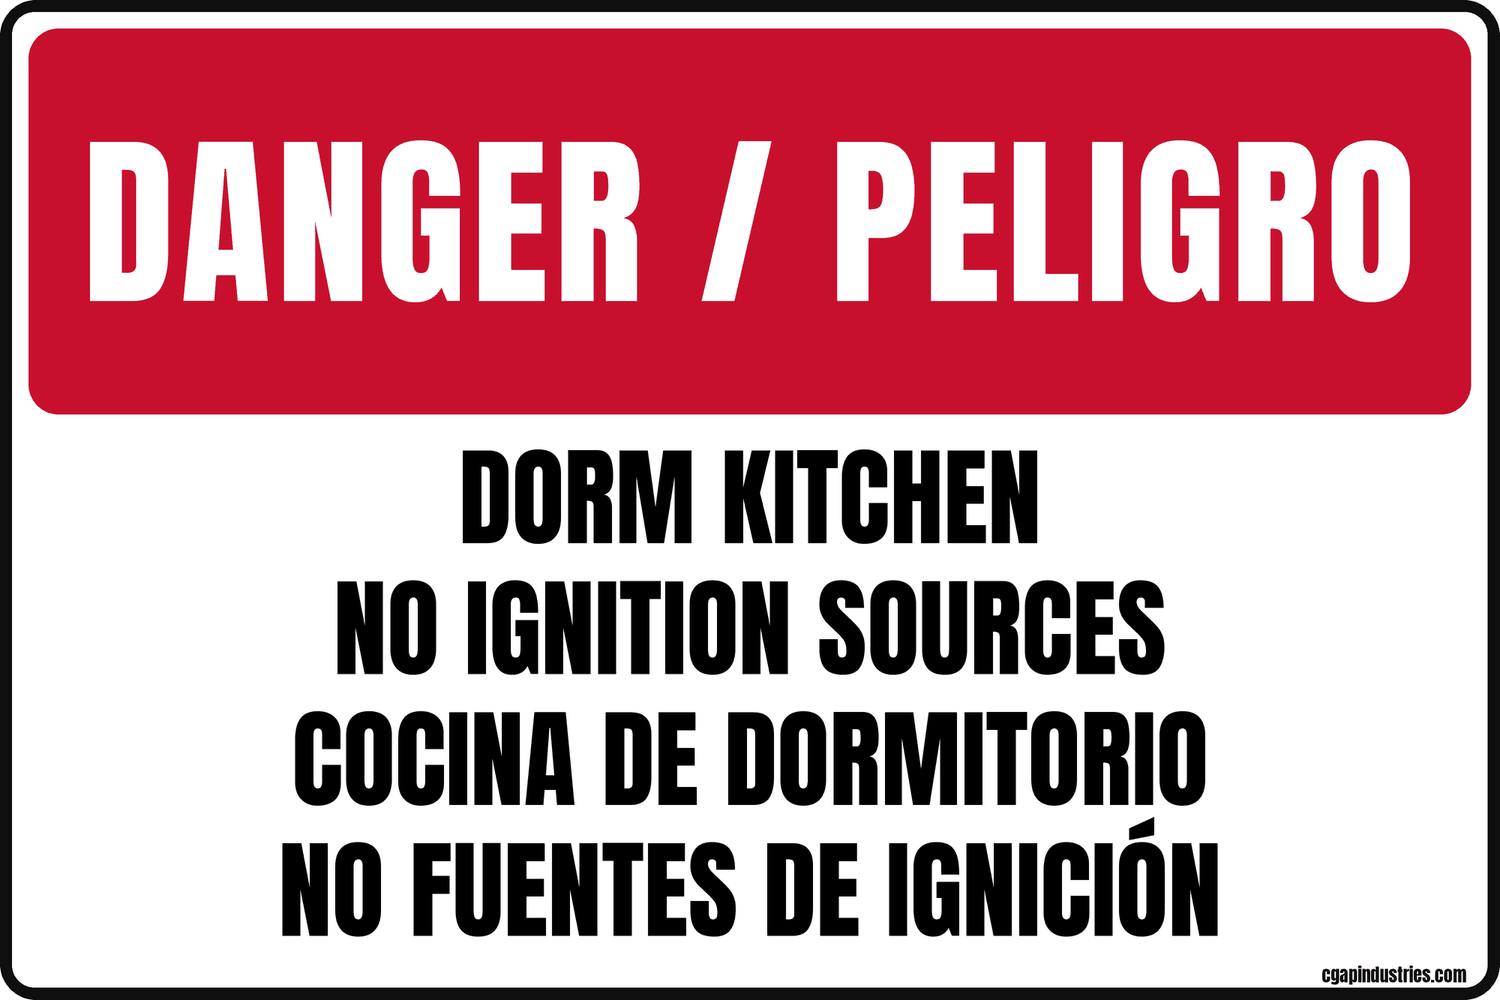 DANGER / PELIGRO
DORM KITCHEN
NO IGNITION SOURCES
COCINA DE DORMITORIO
NO FUENTES DE IGNICIÓN
cgapindustries.com